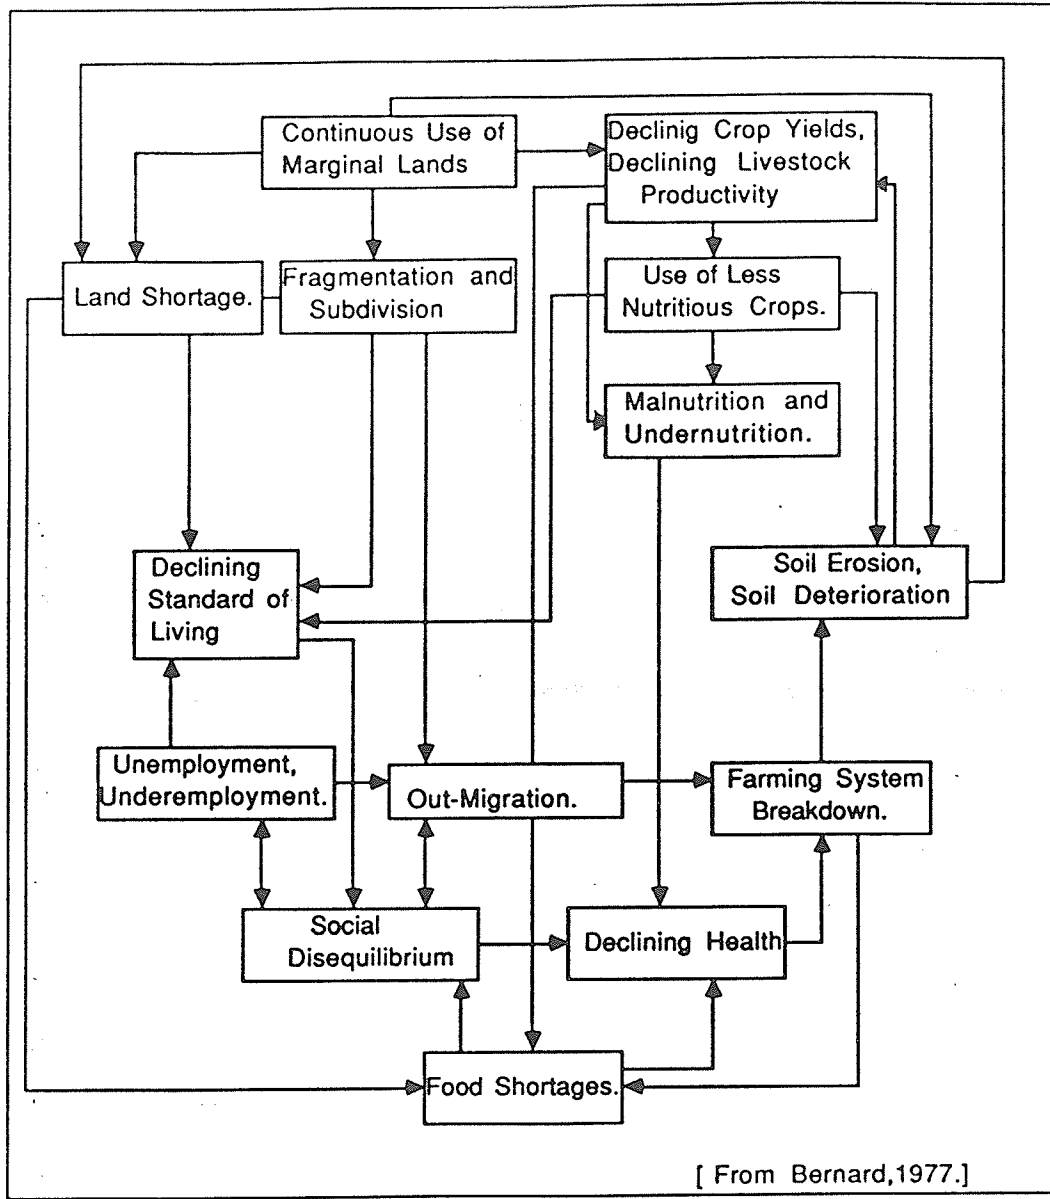 Continuous Use of
Marginal Lands
Declinig Crop Yields,
Declining Livestock
Productivity
Land Shortage.
Fragmentation and
Subdivision
Use of Less
Nutritious Crops.
Malnutrition and
Undernutrition.
Declining
Standard of
Living
Soil Erosion,
Soil Deterioration
Unemployment,
Underemployment.
Out-Migration.
Farming System
Breakdown.
Social
Disequilibrium
Declining Health
Food Shortages.
[ From Bernard,1977.]